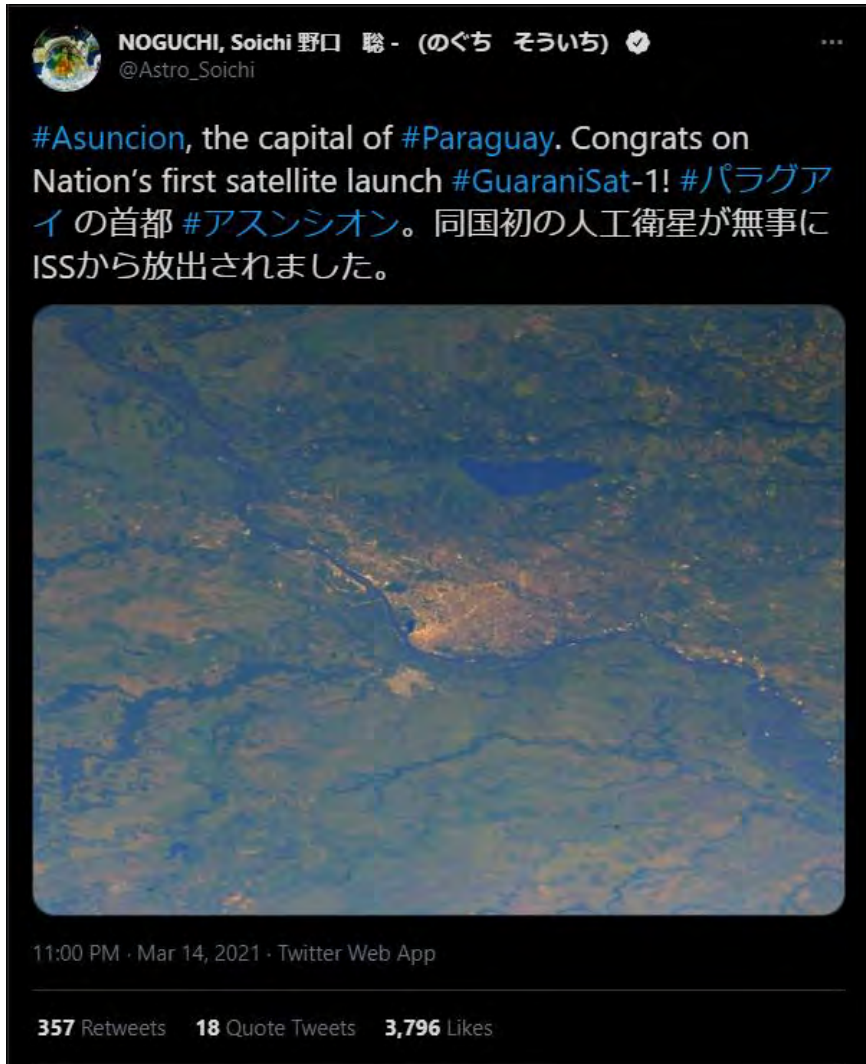 NOGUCHI, Soichi 野口 聡 - (のぐち そういち)
@Astro_Soichi
#Asuncion, the capital of #Paraguay. Congrats on
Nation's first satellite launch #GuaraniSat-1! #パラグア
イ の首都 #アスンシオン。同国初の人工衛星が無事に
ISSから放出されました。
11:00 PM · Mar 14, 2021 · Twitter Web App
357 Retweets 18 Quote Tweets 3,796 Likes